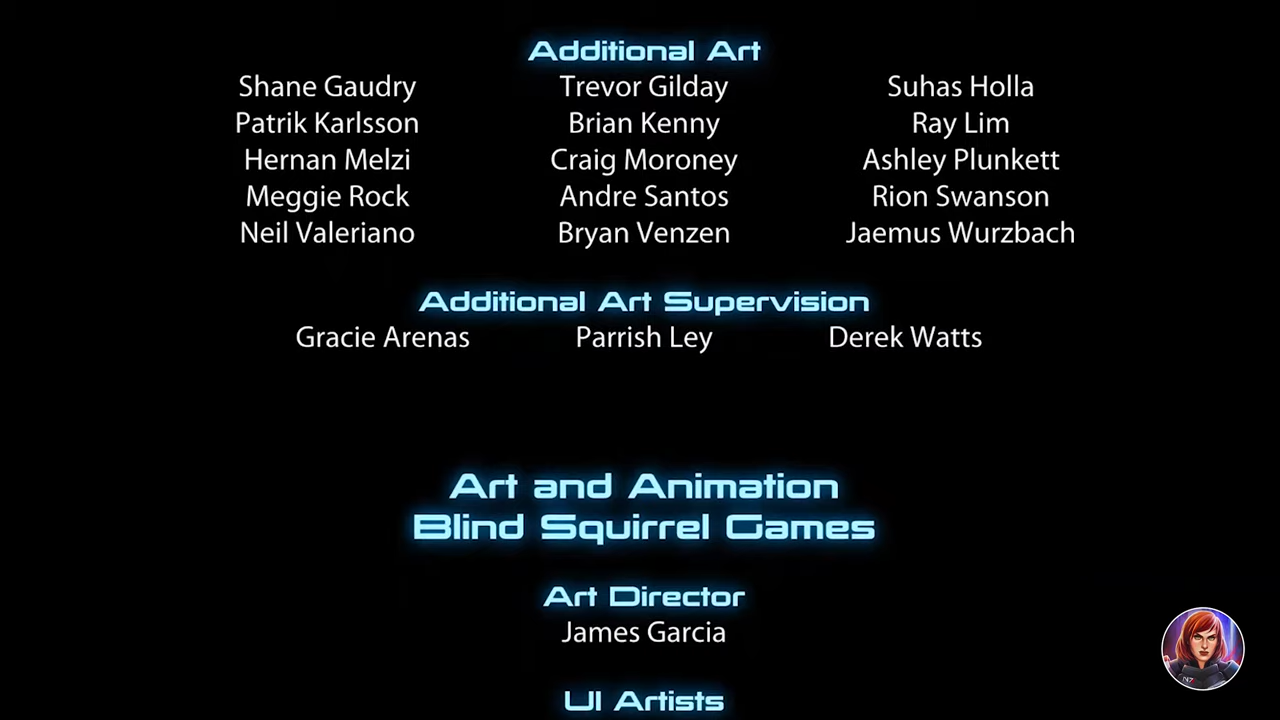 Additional Art
Shane Gaudry Trevor Gilday Suhas Holla
Patrik Karlsson Brian Kenny Ray Lim
Hernan Melzi Craig Moroney Ashley Plunkett
Meggie Rock Andre Santos Rion Swanson
Neil Valeriano Bryan Venzen Jaemus Wurzbach
Additional Art Supervision
Gracie Arenas Parrish Ley Derek Watts
Art and Animation
Blind Squirrel Games
Art Director
James Garcia
UI Artists
N7